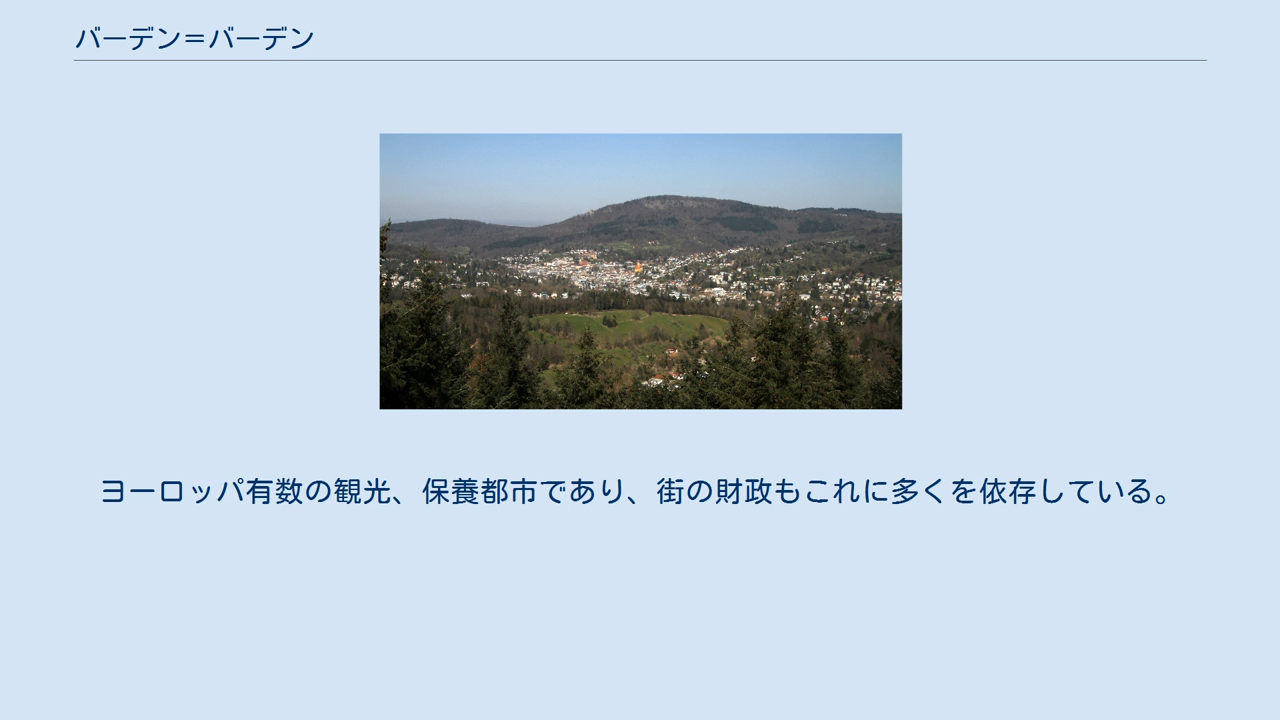 バーデン＝バーデン
ヨーロッパ有数の観光、保養都市であり、街の財政もこれに多くを依存している。